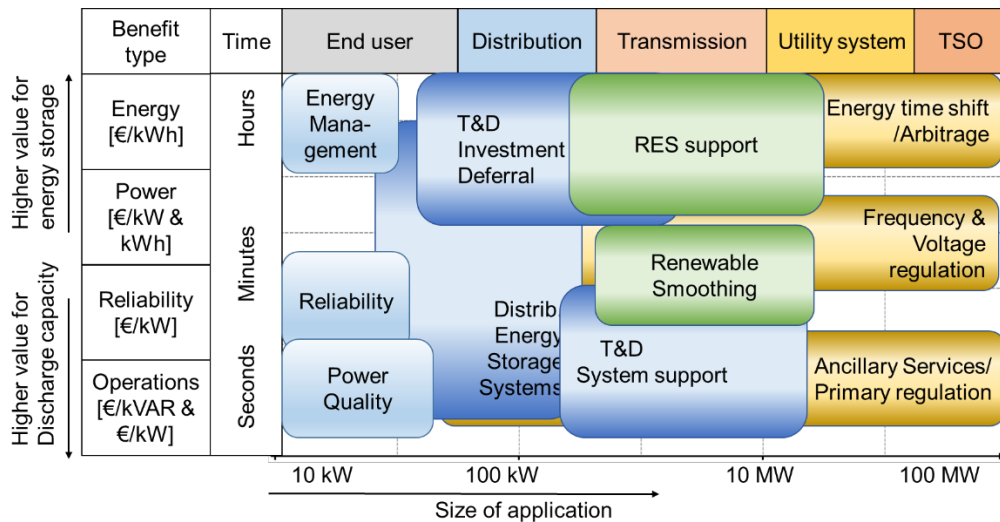 Benefit
type
Time
End user
Distribution
Transmission
Utility system
TSO
Higher value for
energy storage
Higher value for
Discharge capacity
Energy
[€/kWh]
Power
[€/kW &
kWh]
Reliability
[€/kW]
Operations
[€/kVAR &
€/kW]
Hours
Minutes
Seconds
Energy
Mana-
gement
T&D
Investment
Deferral
RES support
Energy time shift
/Arbitrage
Frequency &
Voltage
regulation
Renewable
Smoothing
Reliability
Distrib.
Energy
Storage
Systems
T&D
System support
Power
Quality
Ancillary Services/
Primary regulation
10 kW
100 kW
10 MW
100 MW
Size of application